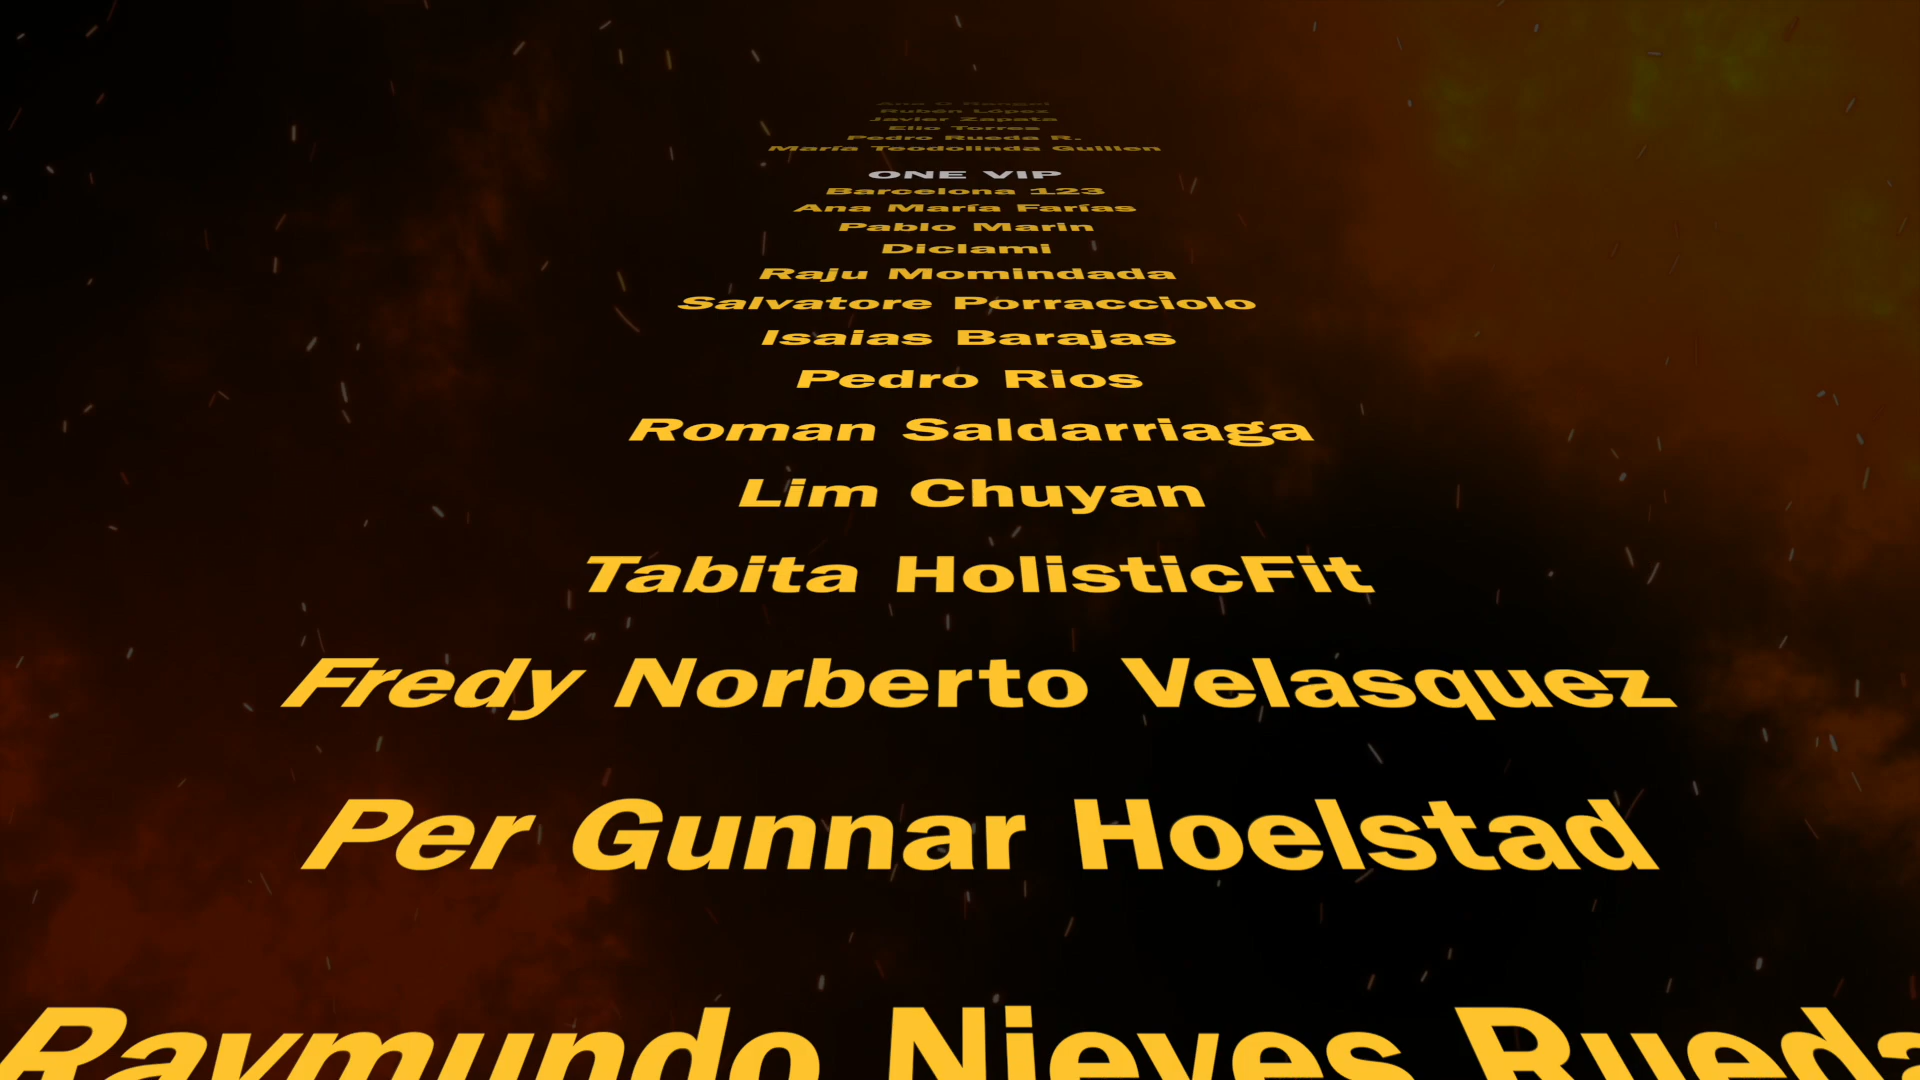 Ana G Rangel
Rubén López
Javier Zapata
Elio Torres
Pedro Rueda R.
María Teodolinda Guillen
ONE VIP
Barcelona 123
Ana María Farías
Pablo Marin
Diclami
Raju Momindada
Salvatore Porracciolo
Isaias Barajas
Pedro Rios
Roman Saldarriaga
Lim Chuyan
Tabita HolisticFit
Fredy Norberto Velasquez
Per Gunnar Hoelstad
Raymundo Nieves Rueda